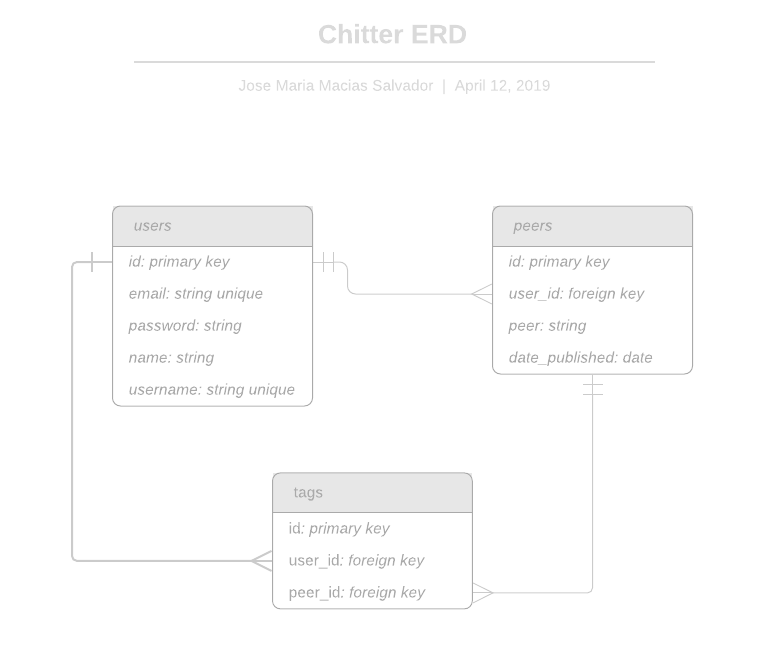 Chitter ERD
Jose Maria Macias Salvador | April 12, 2019
users
id: primary key
email: string unique
password: string
name: string
username: string unique
peers
id: primary key
user_id: foreign key
peer: string
date_published: date
tags
id: primary key
user_id: foreign key
peer_id: foreign key